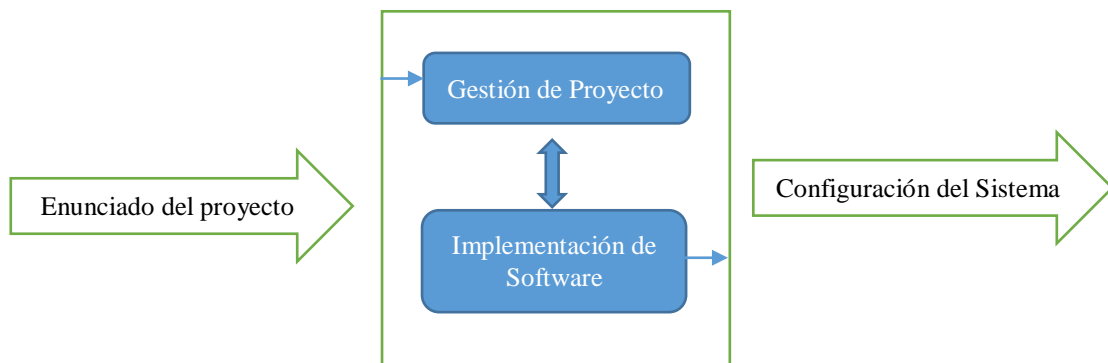 Enunciado del proyecto
Gestión de Proyecto
Implementación de
Software
Configuración del Sistema